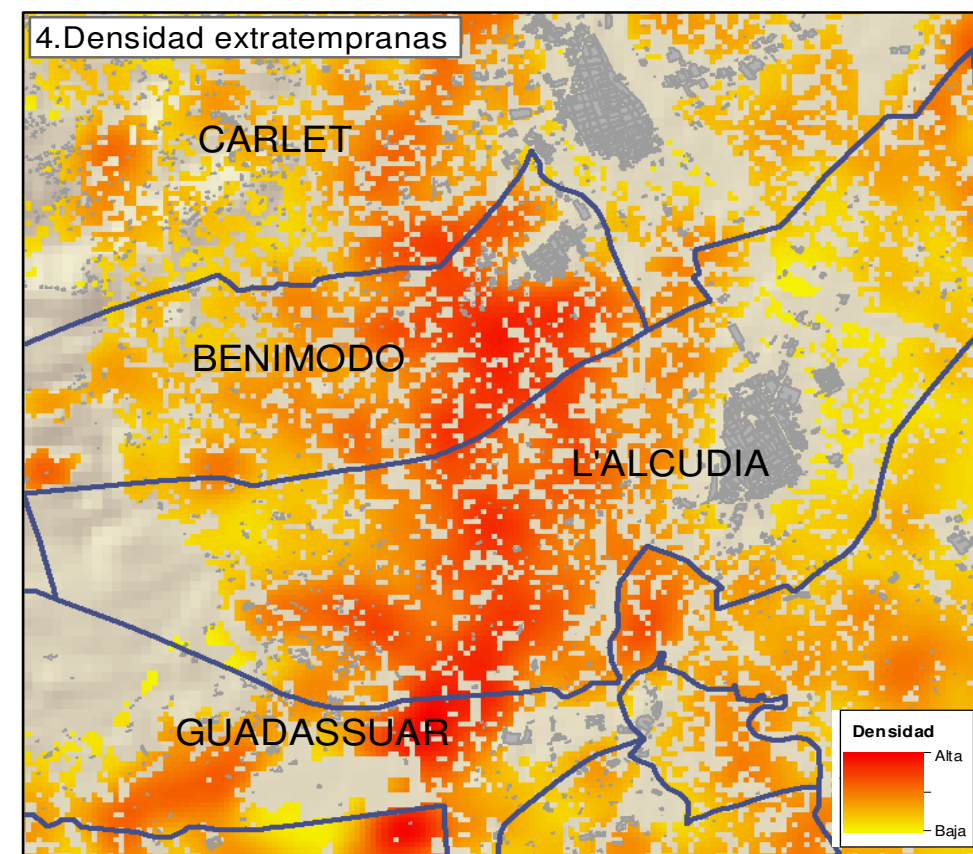 4.Densidad extratempranas
CARLET
BENIMODO
L'ALCUDIA
GUADASSUAR
Densidad
Alta
Baja